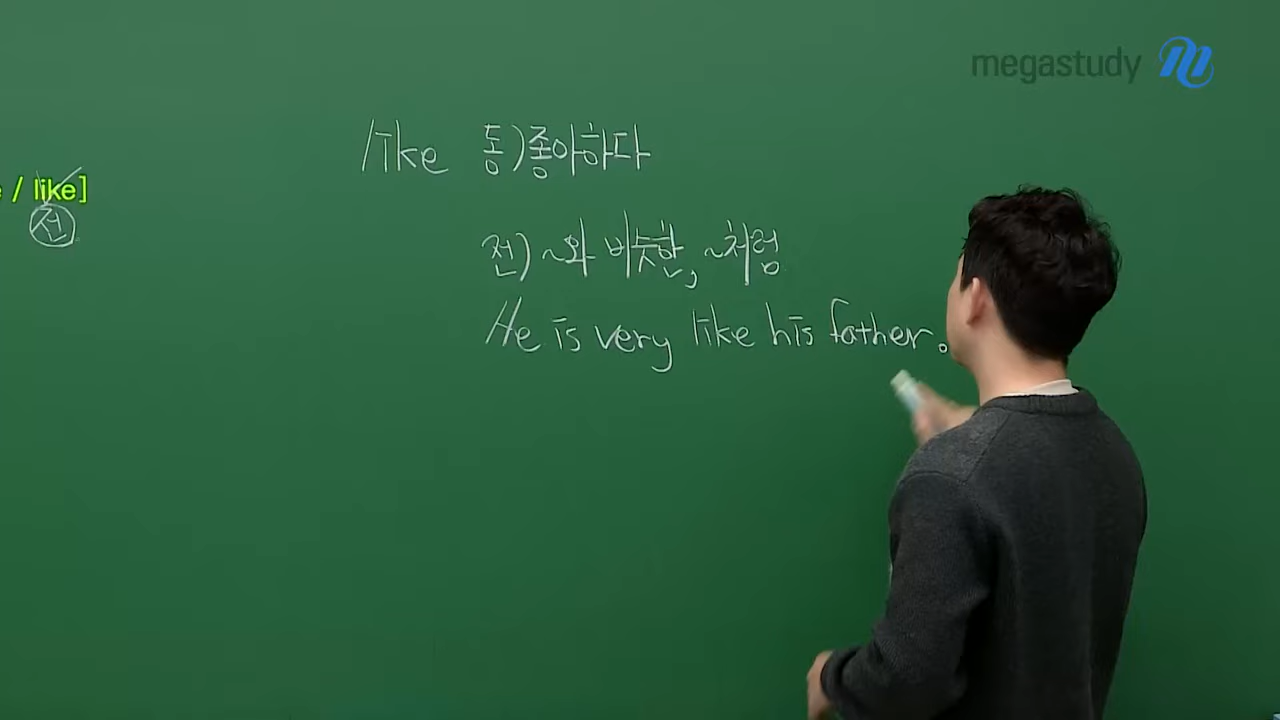 megastudy
/ like]
전
like 동)좋아하다
전) ~와 비슷한, ~처럼
He is very like his father.